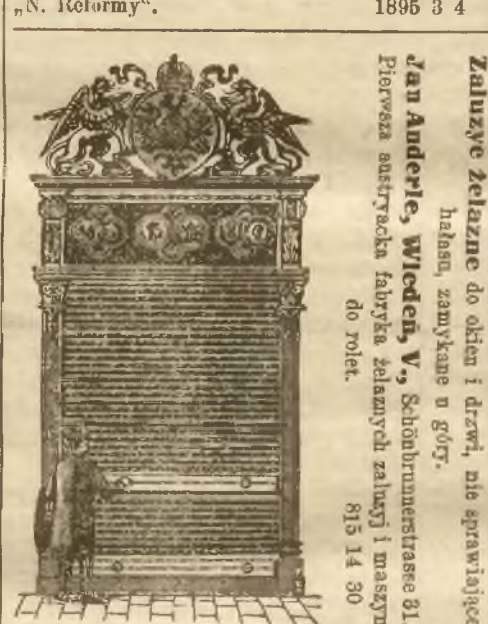 „N. Reformy“. 1895 3 4
Żaluzye żelazne do okien i drzwi, nie sprawiające
hałasu, zamykane u góry.
Jan Anderle, Wiedeń, V., Schönbrunnerstrasse 31
Pierwsza austryacka fabryka żelaznych żaluzyj i maszyn
do rolet. 815 14 30